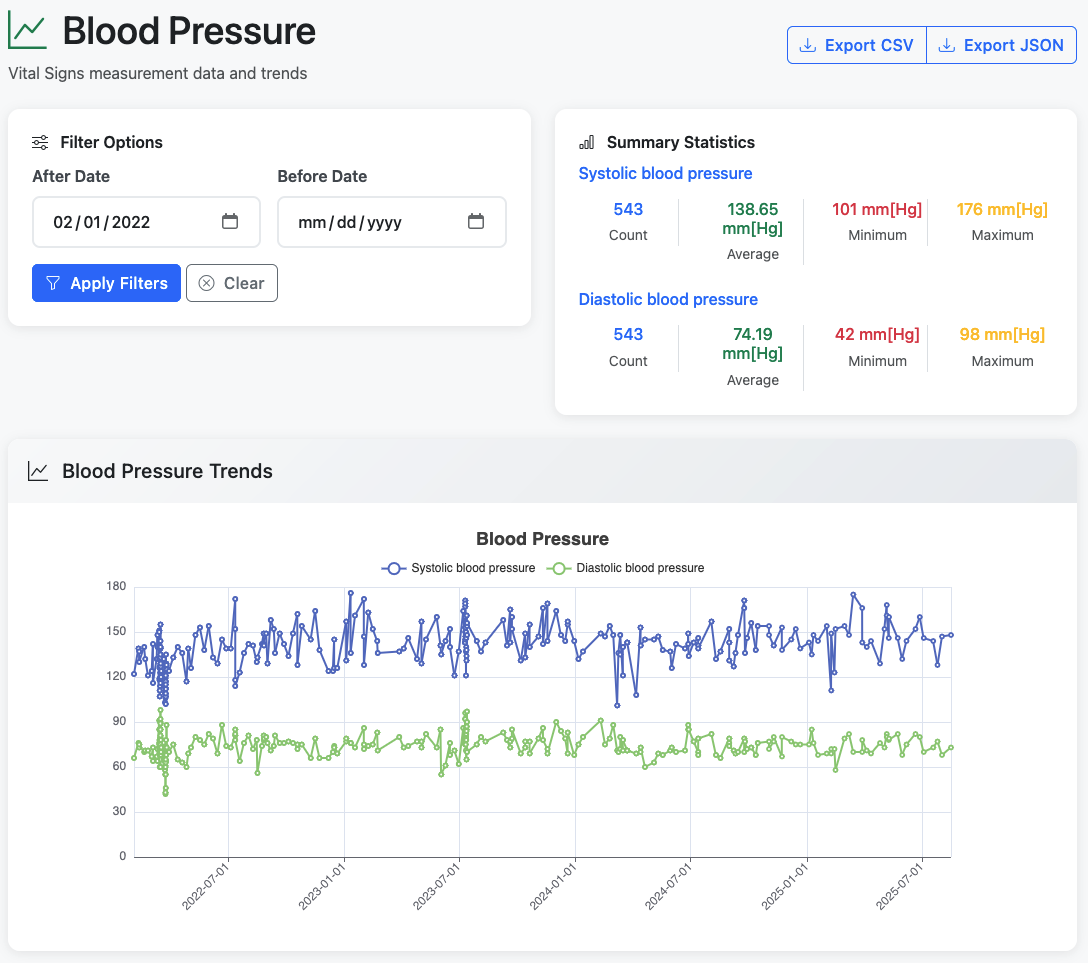 Blood Pressure
Export CSV
Export JSON
Vital Signs measurement data and trends
Filter Options
After Date
Before Date
02/01/2022
mm/dd/yyyy
Apply Filters
Clear
Summary Statistics
Systolic blood pressure
543
Count
138.65
mm[Hg]
Average
101 mm[Hg]
Minimum
176 mm[Hg]
Maximum
Diastolic blood pressure
543
Count
74.19
mm[Hg]
Average
42 mm[Hg]
Minimum
98 mm[Hg]
Maximum
Blood Pressure Trends
Blood Pressure
Systolic blood pressure
Diastolic blood pressure
180
150
120
90
60
30
0
2022-07-01
2023-01-01
2023-07-01
2024-01-01
2024-07-01
2025-01-01
2025-07-01